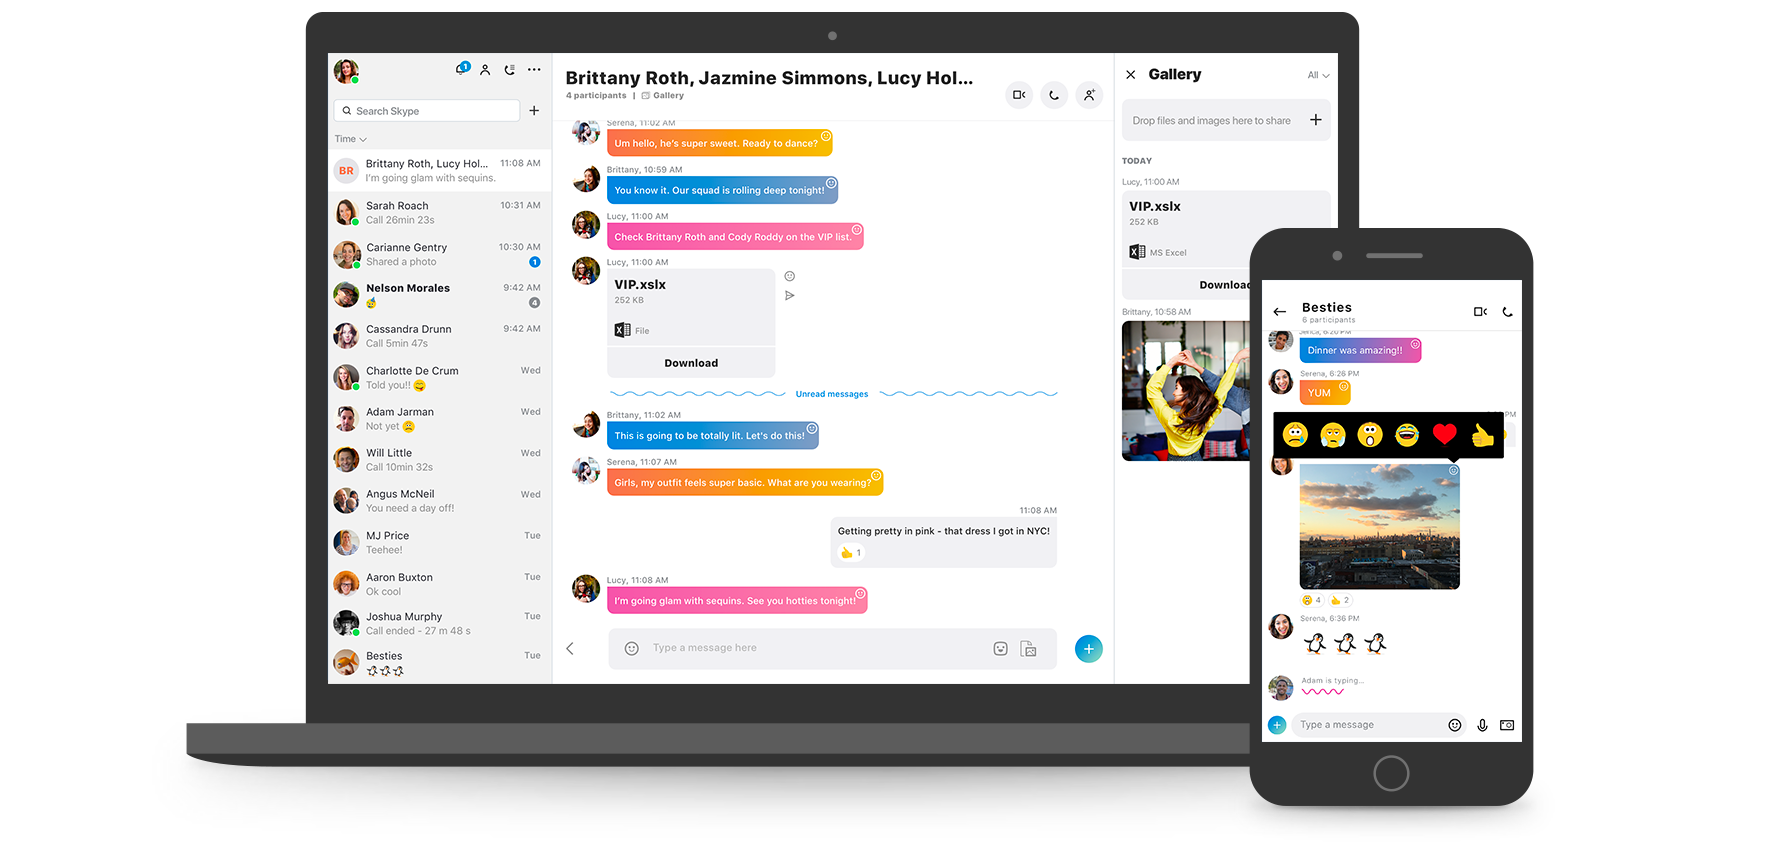 1
Search Skype
Time
BR
Brittany Roth, Lucy Hol... 11:08 AM
I'm going glam with sequins.
Sarah Roach 10:31 AM
Call 26min 23s
Carianne Gentry 10:30 AM
Shared a photo 1
Nelson Morales 9:42 AM
4
Cassandra Drunn 9:42 AM
Call 5min 47s
Charlotte De Crum Wed
Told you!!
Adam Jarman Wed
Not yet
Will Little Wed
Call 10min 32s
Angus McNeil Wed
You need a day off!
MJ Price Tue
Teehee!
Aaron Buxton Tue
Ok cool
Joshua Murphy Tue
Call ended - 27 m 48 s
Besties Tue
Brittany Roth, Jazmine Simmons, Lucy Hol...
4 participants | Gallery
Serena, 11:02 AM
Um hello, he's super sweet. Ready to dance?
Brittany, 10:59 AM
You know it. Our squad is rolling deep tonight!
Lucy, 11:00 AM
Check Brittany Roth and Cody Roddy on the VIP list.
Lucy, 11:00 AM
VIP.xslx
252 KB
File
Download
Unread messages
Brittany, 11:02 AM
This is going to be totally lit. Let's do this!
Serena, 11:07 AM
Girls, my outfit feels super basic. What are you wearing?
11:08 AM
Getting pretty in pink - that dress I got in NYC!
1
Lucy, 11:08 AM
I'm going glam with sequins. See you hotties tonight!
Type a message here
Gallery All
Drop files and images here to share
TODAY
Lucy, 11:00 AM
VIP.xslx
252 KB
MS Excel
Download
Brittany, 10:58 AM
Besties
6 participants
Dinner was amazing!!
Serena, 6:26 PM
YUM
PM
4 2
Serena, 6:36 PM
Adam is typing...
Type a message